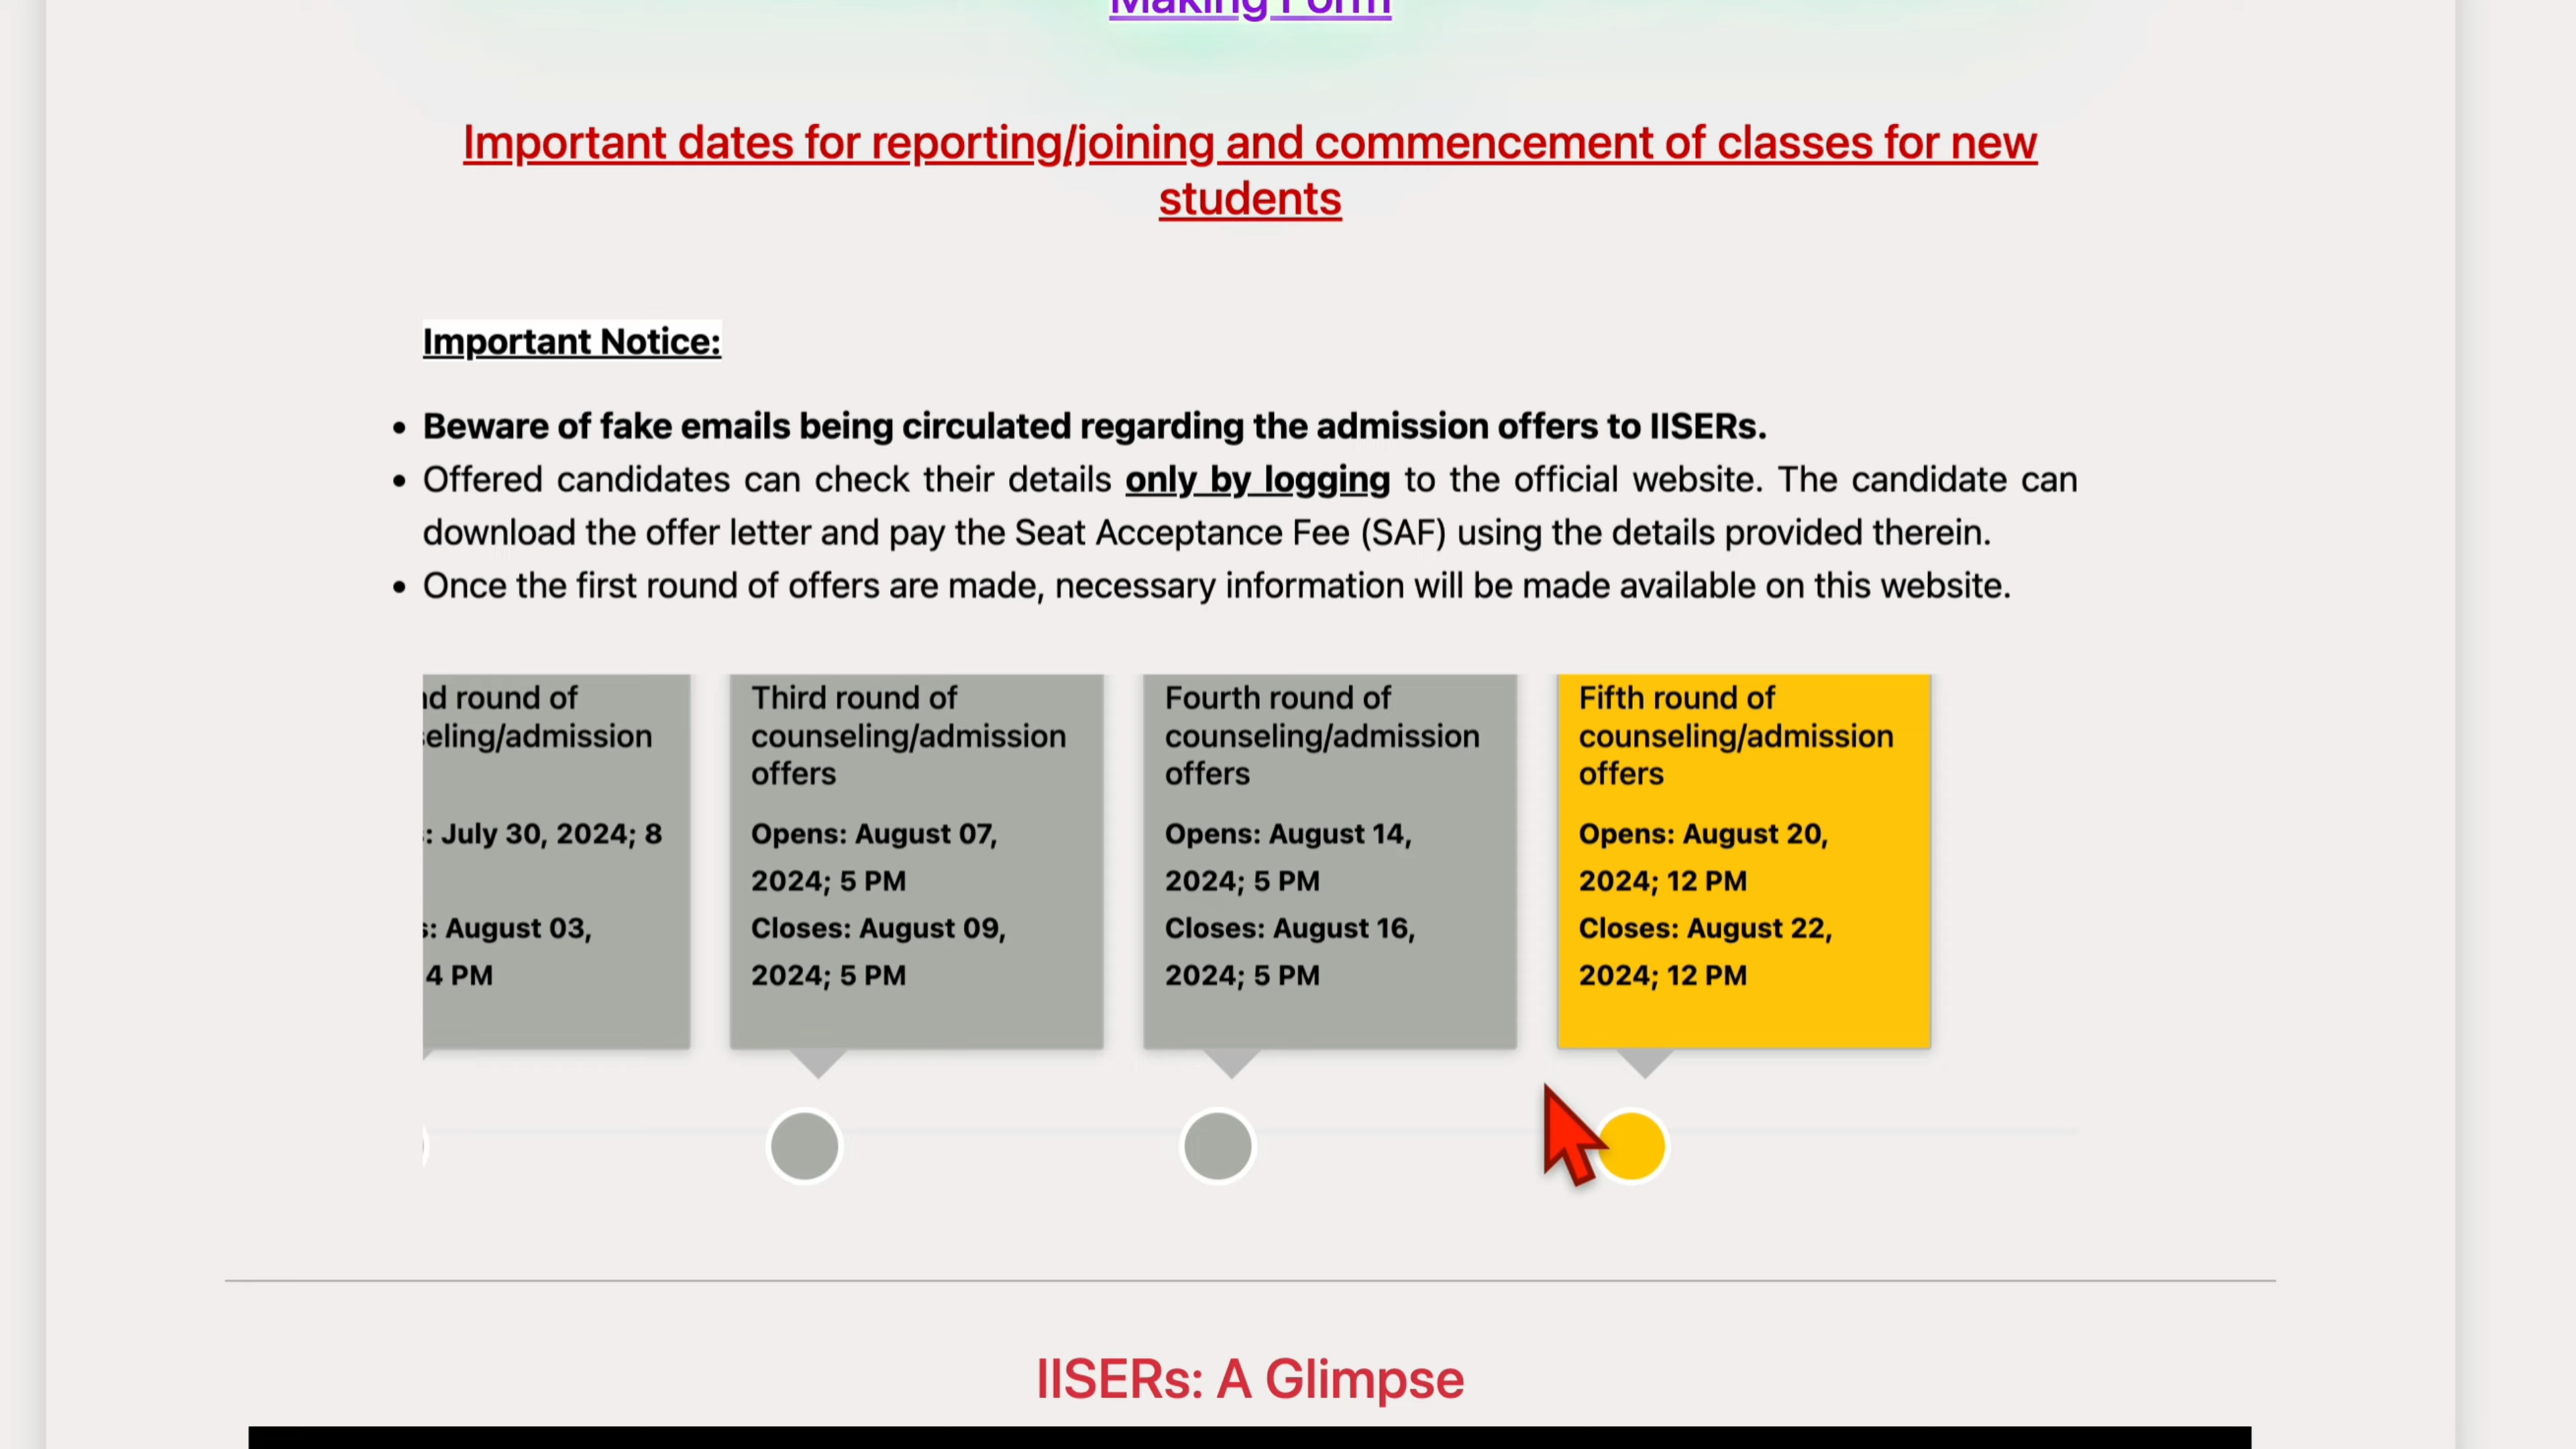 Making Form
Important dates for reporting/joining and commencement of classes for new
students
Important Notice:
• Beware of fake emails being circulated regarding the admission offers to IISERs.
• Offered candidates can check their details only by logging to the official website. The candidate can
download the offer letter and pay the Seat Acceptance Fee (SAF) using the details provided therein.
• Once the first round of offers are made, necessary information will be made available on this website.
d round of
eling/admission
: July 30, 2024; 8
: August 03,
4 PM
Third round of
counseling/admission
offers
Opens: August 07,
2024; 5 PM
Closes: August 09,
2024; 5 PM
Fourth round of
counseling/admission
offers
Opens: August 14,
2024; 5 PM
Closes: August 16,
2024; 5 PM
Fifth round of
counseling/admission
offers
Opens: August 20,
2024; 12 PM
Closes: August 22,
2024; 12 PM
IISERs: A Glimpse